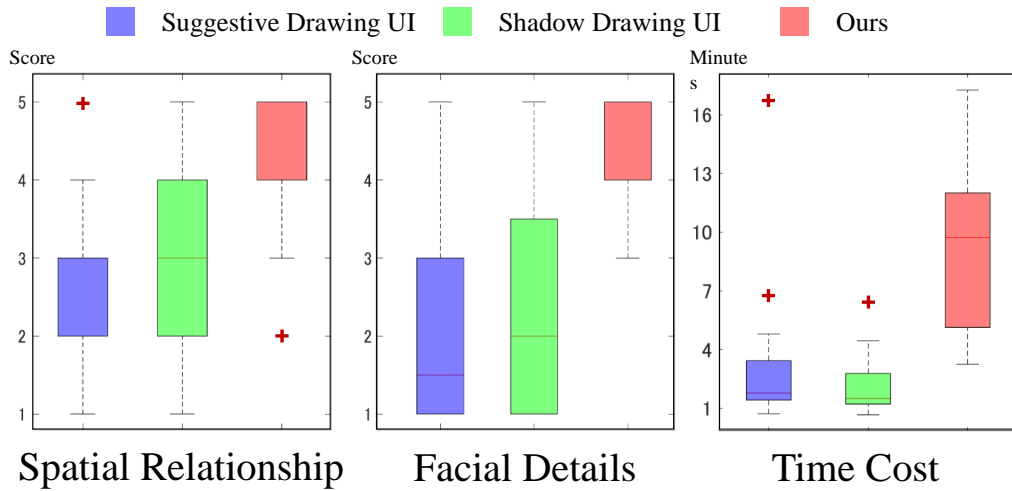 Suggestive Drawing UI Shadow Drawing UI Ours
Score
5
4
3
2
1
Spatial Relationship
Score
5
4
3
2
1
Facial Details
Minute
s
16
13
10
7
4
1
Time Cost